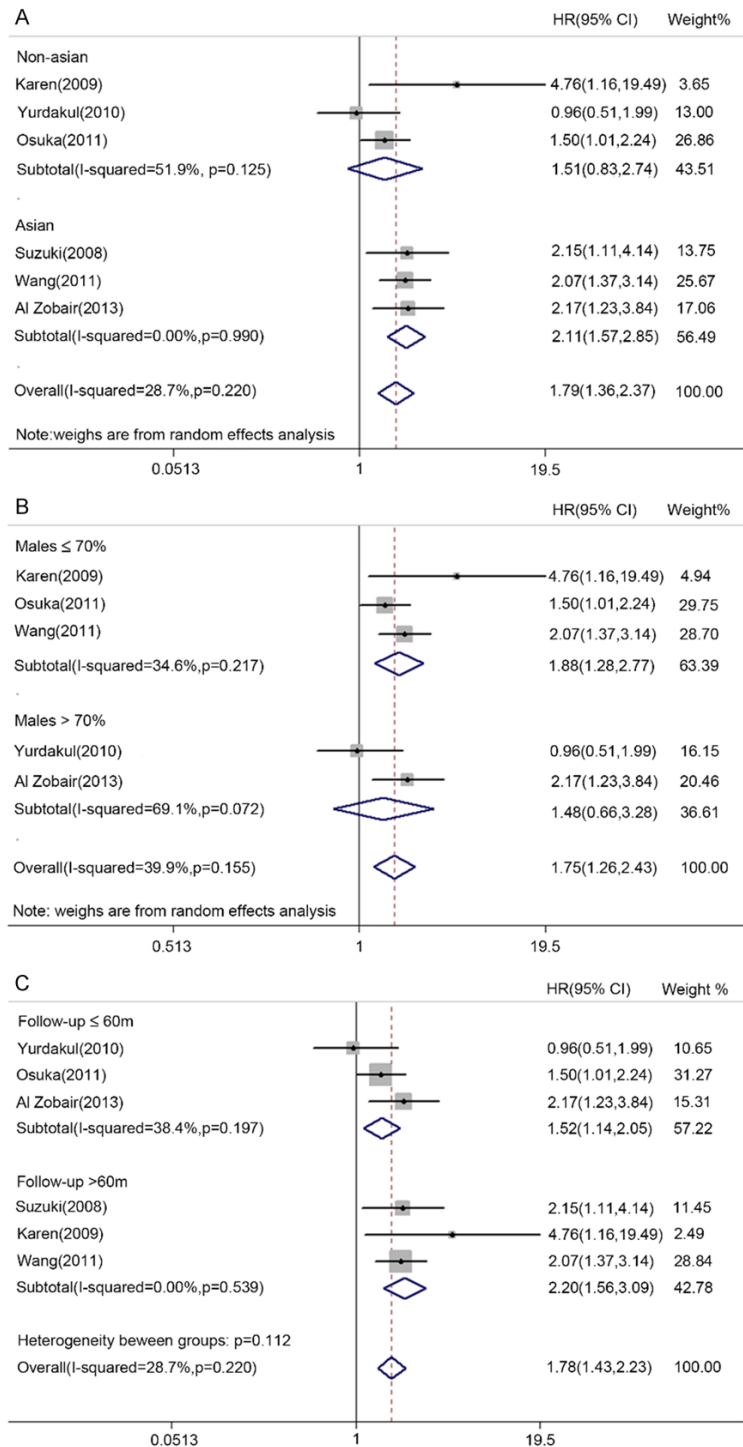 A
HR(95% CI) Weight%
Non-asian
Karen(2009) 4.76(1.16,19.49) 3.65
Yurdakul(2010) 0.96(0.51,1.99) 13.00
Osuka(2011) 1.50(1.01,2.24) 26.86
Subtotal(I-squared=51.9%, p=0.125) 1.51(0.83,2.74) 43.51
.
Asian
Suzuki(2008) 2.15(1.11,4.14) 13.75
Wang(2011) 2.07(1.37,3.14) 25.67
Al Zobair(2013) 2.17(1.23,3.84) 17.06
Subtotal(I-squared=0.00%,p=0.990) 2.11(1.57,2.85) 56.49
.
Overall(I-squared=28.7%,p=0.220) 1.79(1.36,2.37) 100.00
Note:weighs are from random effects analysis
0.0513 1 19.5
B
HR(95% CI) Weight%
Males ≤ 70%
Karen(2009) 4.76(1.16,19.49) 4.94
Osuka(2011) 1.50(1.01,2.24) 29.75
Wang(2011) 2.07(1.37,3.14) 28.70
Subtotal(I-squared=34.6%,p=0.217) 1.88(1.28,2.77) 63.39
.
Males > 70%
Yurdakul(2010) 0.96(0.51,1.99) 16.15
Al Zobair(2013) 2.17(1.23,3.84) 20.46
Subtotal(I-squared=69.1%,p=0.072) 1.48(0.66,3.28) 36.61
.
Overall(I-squared=39.9%,p=0.155) 1.75(1.26,2.43) 100.00
Note: weighs are from random effects analysis
0.513 1 19.5
C
HR(95% CI) Weight %
Follow-up ≤ 60m
Yurdakul(2010) 0.96(0.51,1.99) 10.65
Osuka(2011) 1.50(1.01,2.24) 31.27
Al Zobair(2013) 2.17(1.23,3.84) 15.31
Subtotal(I-squared=38.4%,p=0.197) 1.52(1.14,2.05) 57.22
Follow-up >60m
Suzuki(2008) 2.15(1.11,4.14) 11.45
Karen(2009) 4.76(1.16,19.49) 2.49
Wang(2011) 2.07(1.37,3.14) 28.84
Subtotal(I-squared=0.00%,p=0.539) 2.20(1.56,3.09) 42.78
Heterogeneity beween groups: p=0.112
Overall(I-squared=28.7%,p=0.220) 1.78(1.43,2.23) 100.00
0.0513 1 19.5